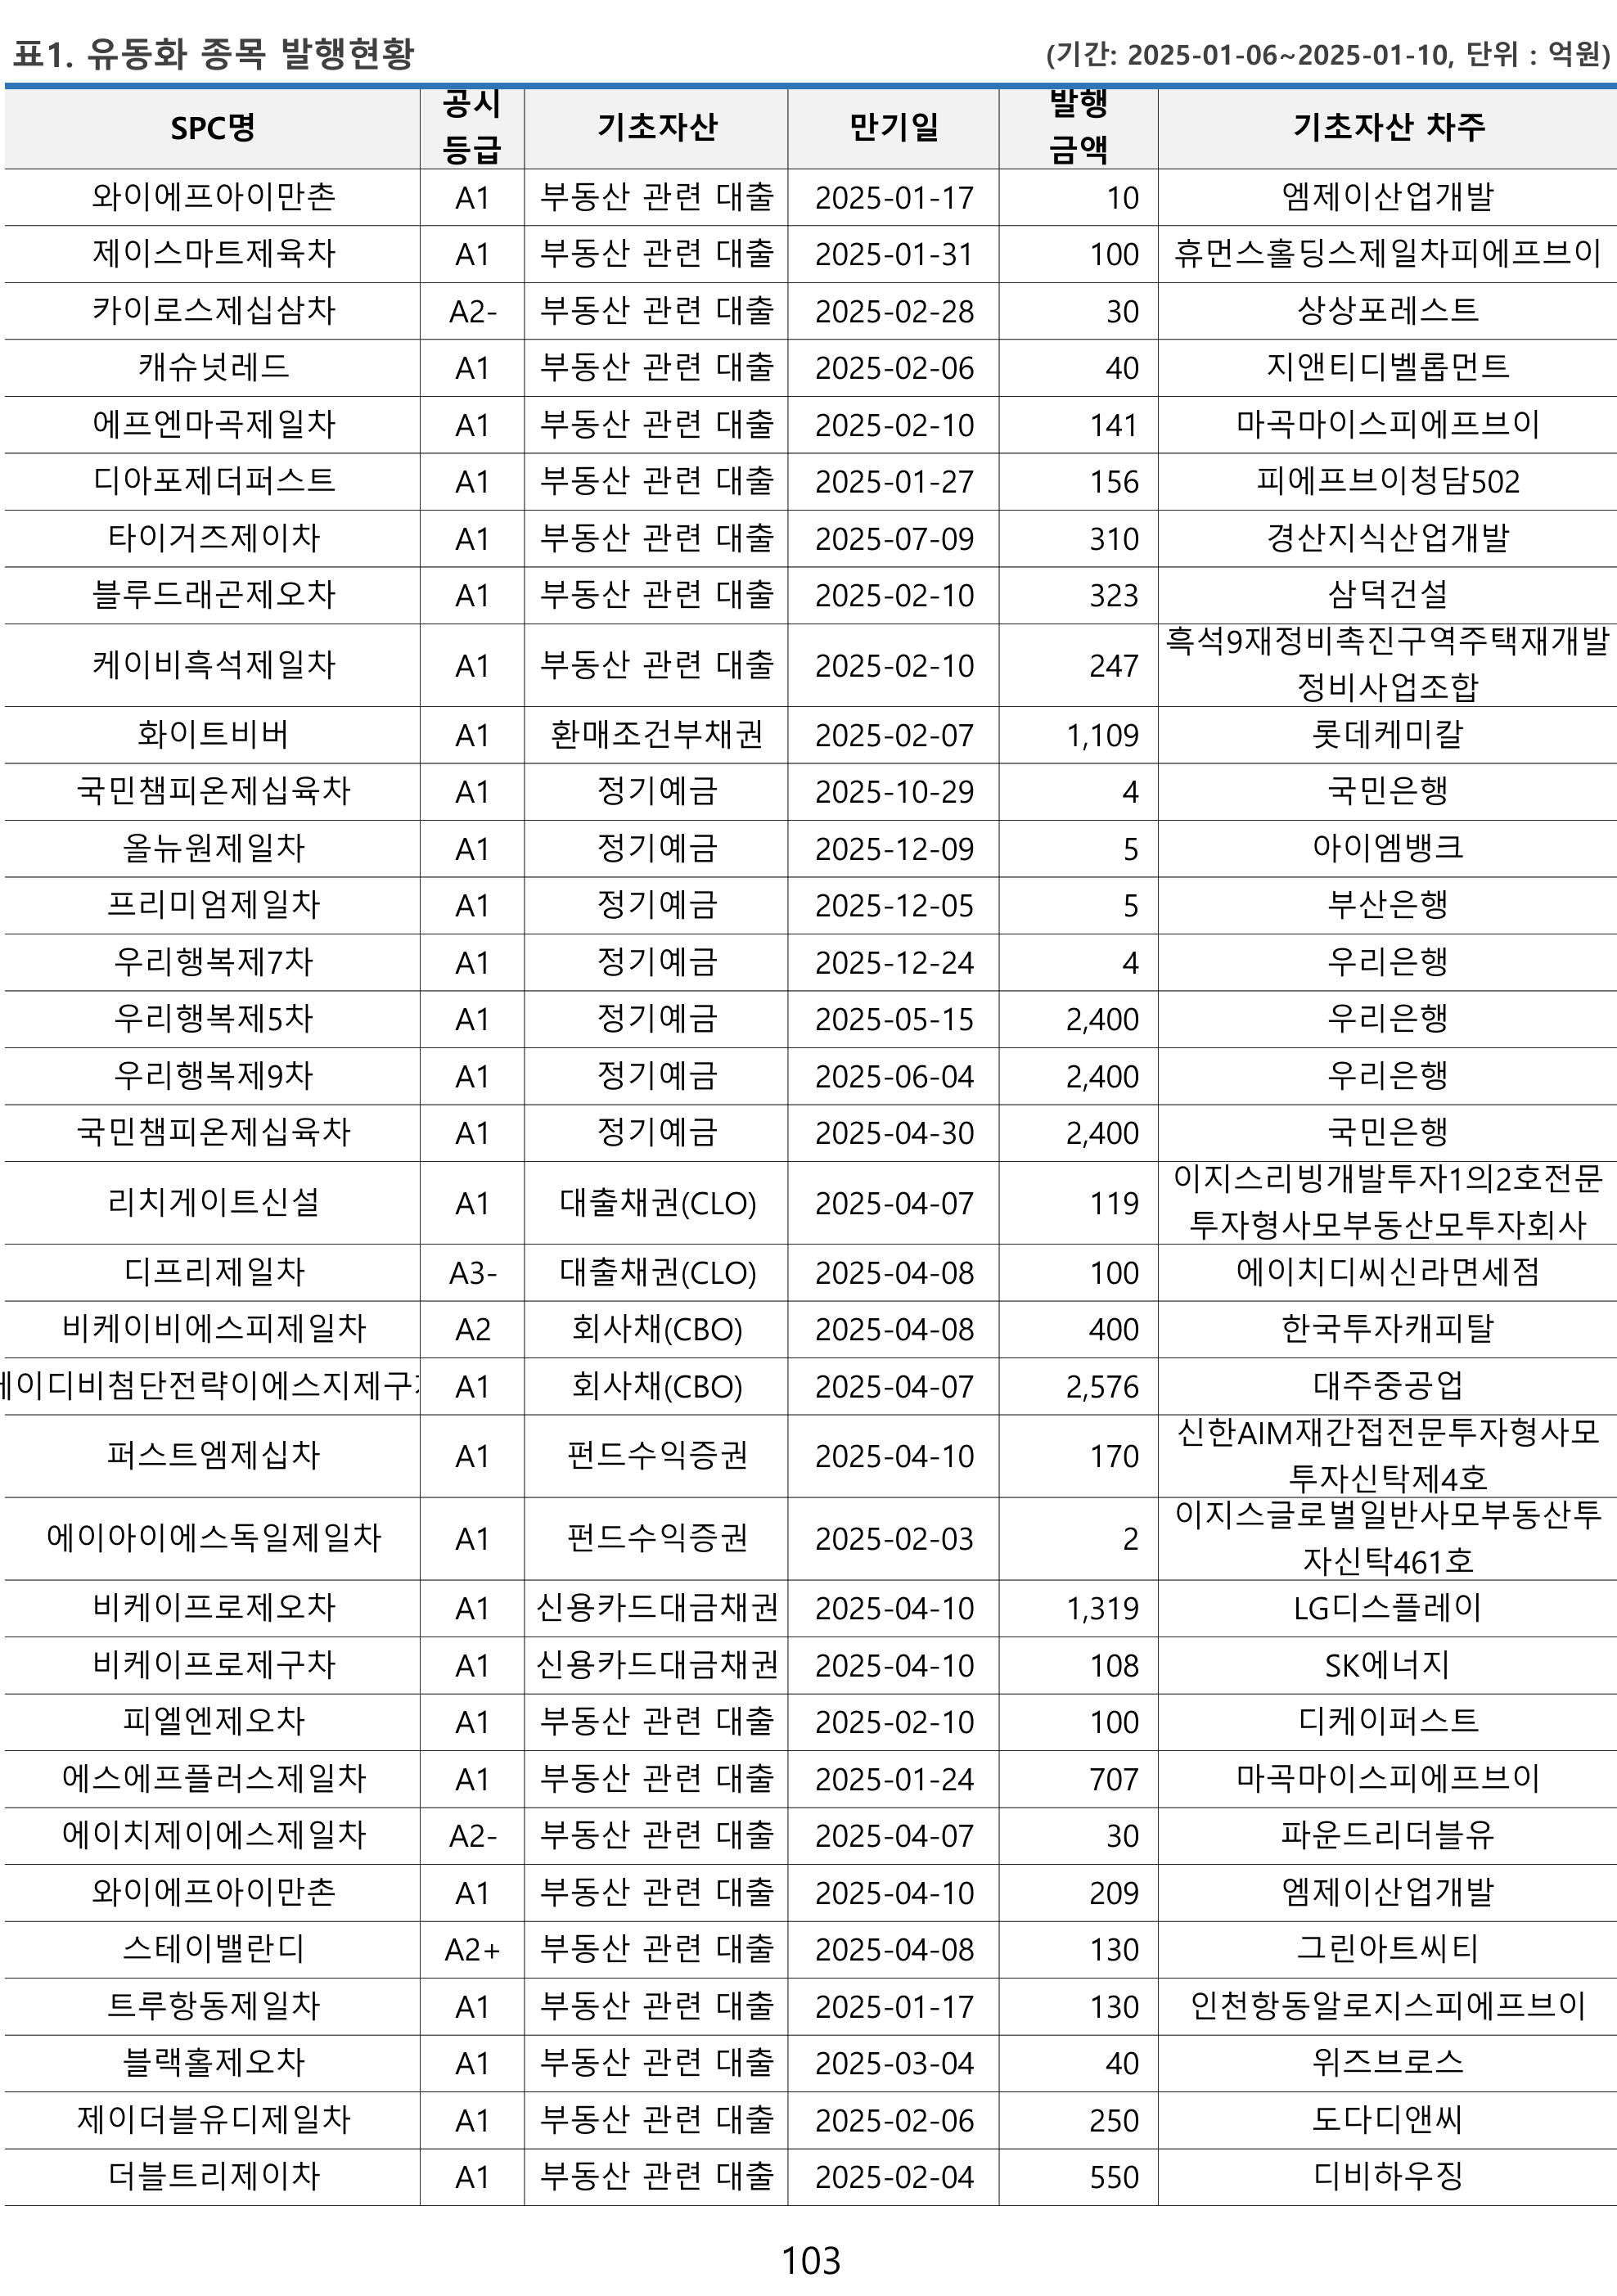 표1. 유동화 종목 발행현황 (기간: 2025-01-06~2025-01-10, 단위 : 억원)
SPC명 공시 등급 기초자산 만기일 발행 금액 기초자산 차주
와이에프아이만촌 A1 부동산 관련 대출 2025-01-17 10 엠제이산업개발
제이스마트제육차 A1 부동산 관련 대출 2025-01-31 100 휴먼스홀딩스제일차피에프브이
카이로스제십삼차 A2- 부동산 관련 대출 2025-02-28 30 상상포레스트
캐슈넛레드 A1 부동산 관련 대출 2025-02-06 40 지앤티디벨롭먼트
에프엔마곡제일차 A1 부동산 관련 대출 2025-02-10 141 마곡마이스피에프브이
디아포제더퍼스트 A1 부동산 관련 대출 2025-01-27 156 피에프브이청담502
타이거즈제이차 A1 부동산 관련 대출 2025-07-09 310 경산지식산업개발
블루드래곤제오차 A1 부동산 관련 대출 2025-02-10 323 삼덕건설
케이비흑석제일차 A1 부동산 관련 대출 2025-02-10 247 흑석9재정비촉진구역주택재개발
정비사업조합
화이트비버 A1 환매조건부채권 2025-02-07 1,109 롯데케미칼
국민챔피온제십육차 A1 정기예금 2025-10-29 4 국민은행
올뉴원제일차 A1 정기예금 2025-12-09 5 아이엠뱅크
프리미엄제일차 A1 정기예금 2025-12-05 5 부산은행
우리행복제7차 A1 정기예금 2025-12-24 4 우리은행
우리행복제5차 A1 정기예금 2025-05-15 2,400 우리은행
우리행복제9차 A1 정기예금 2025-06-04 2,400 우리은행
국민챔피온제십육차 A1 정기예금 2025-04-30 2,400 국민은행
리치게이트신설 A1 대출채권(CLO) 2025-04-07 119 이지스리빙개발투자1의2호전문
투자형사모부동산모투자회사
디프리제일차 A3- 대출채권(CLO) 2025-04-08 100 에이치디씨신라면세점
비케이비에스피제일차 A2 회사채(CBO) 2025-04-08 400 한국투자캐피탈
이디비첨단전략이에스지제구 A1 회사채(CBO) 2025-04-07 2,576 대주중공업
퍼스트엠제십차 A1 펀드수익증권 2025-04-10 170 신한AIM재간접전문투자형사모
투자신탁제4호
에이아이에스독일제일차 A1 펀드수익증권 2025-02-03 2 이지스글로벌일반사모부동산투
자신탁461호
비케이프로제오차 A1 신용카드대금채권 2025-04-10 1,319 LG디스플레이
비케이프로제구차 A1 신용카드대금채권 2025-04-10 108 SK에너지
피엘엔제오차 A1 부동산 관련 대출 2025-02-10 100 디케이퍼스트
에스에프플러스제일차 A1 부동산 관련 대출 2025-01-24 707 마곡마이스피에프브이
에이치제이에스제일차 A2- 부동산 관련 대출 2025-04-07 30 파운드리더블유
와이에프아이만촌 A1 부동산 관련 대출 2025-04-10 209 엠제이산업개발
스테이밸란디 A2+ 부동산 관련 대출 2025-04-08 130 그린아트씨티
트루항동제일차 A1 부동산 관련 대출 2025-01-17 130 인천항동알로지스피에프브이
블랙홀제오차 A1 부동산 관련 대출 2025-03-04 40 위즈브로스
제이더블유디제일차 A1 부동산 관련 대출 2025-02-06 250 도다디앤씨
더블트리제이차 A1 부동산 관련 대출 2025-02-04 550 디비하우징
103